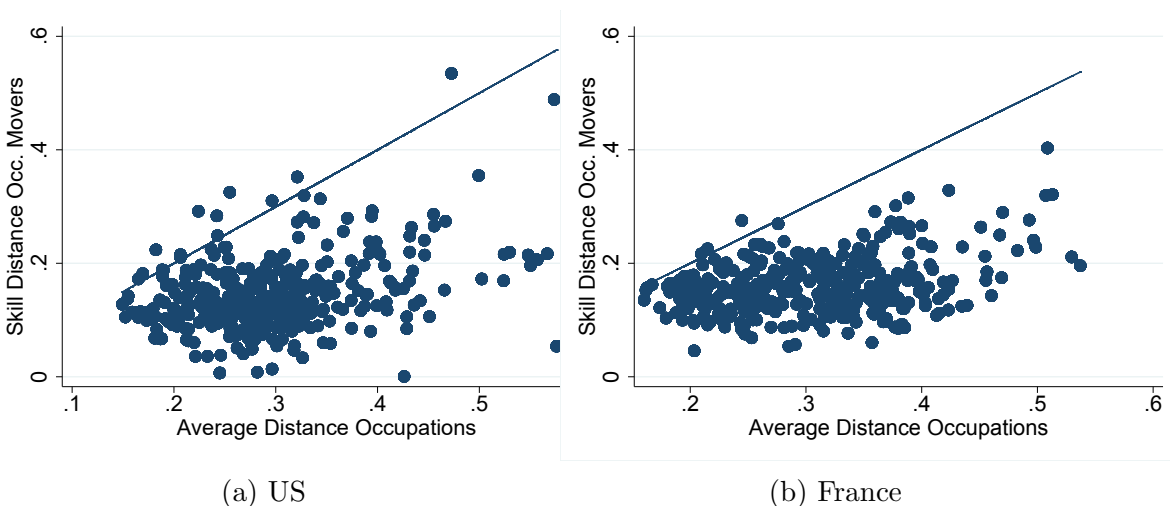 Skill Distance Occ. Movers
.6
.4
.2
0
.1 .2 .3 .4 .5
Average Distance Occupations
(a) US
Skill Distance Occ. Movers
.6
.4
.2
0
.2 .3 .4 .5 .6
Average Distance Occupations
(b) France